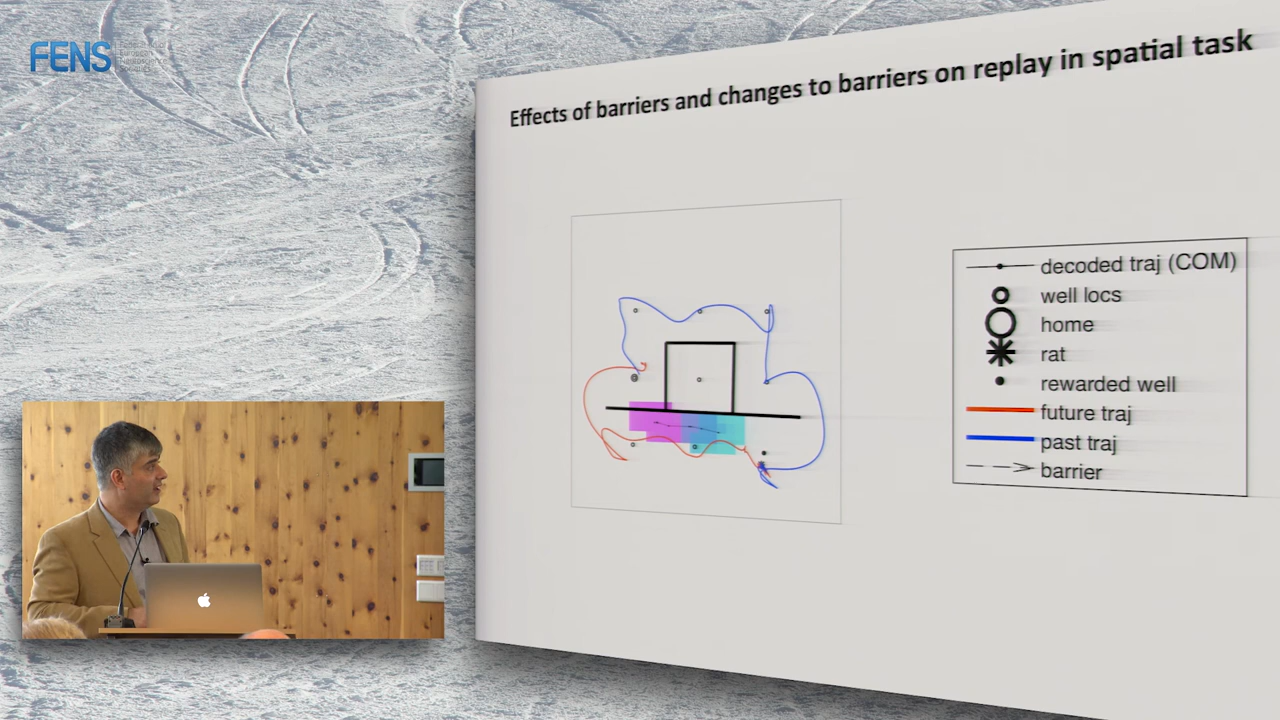 FENS
Effects of barriers and changes to barriers on replay in spatial task
decoded traj (COM)
well locs
home
rat
rewarded well
future traj
past traj
barrier